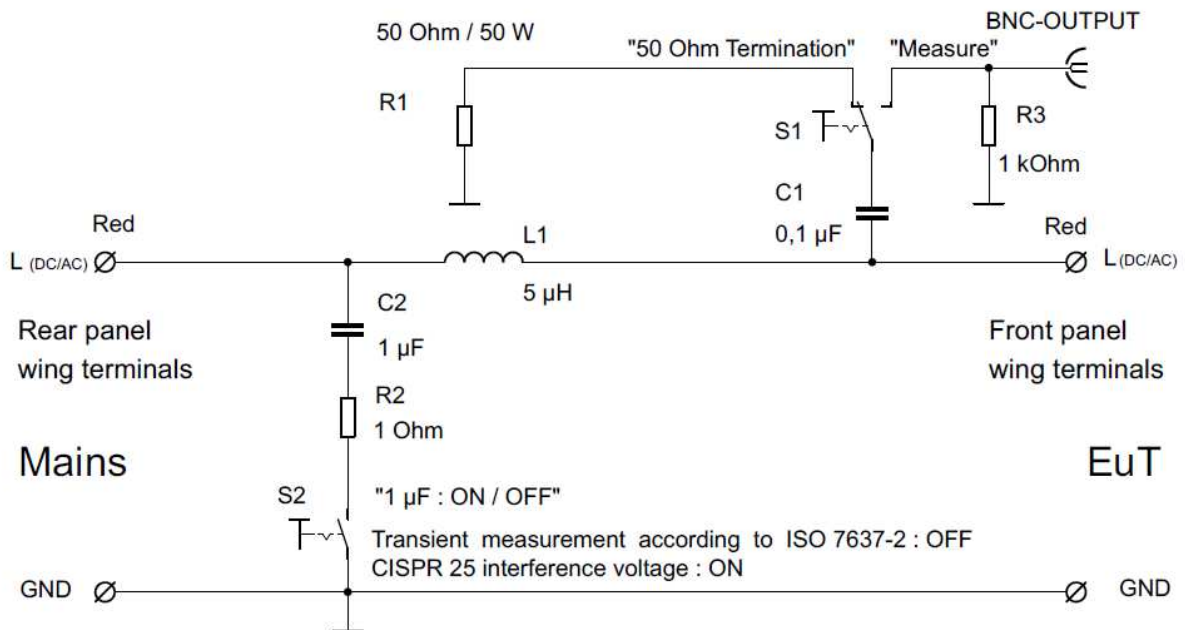 BNC-OUTPUT
50 Ohm / 50 W
"50 Ohm Termination" "Measure"
R1
S1
R3
1 kOhm
C1
0,1 µF
Red
L (DC/AC)
L1
5 µH
Red
L (DC/AC)
C2
1 µF
Rear panel
wing terminals
Front panel
wing terminals
R2
1 Ohm
Mains
EuT
S2
"1 µF : ON / OFF"
Transient measurement according to ISO 7637-2 : OFF
CISPR 25 interference voltage : ON
GND
GND